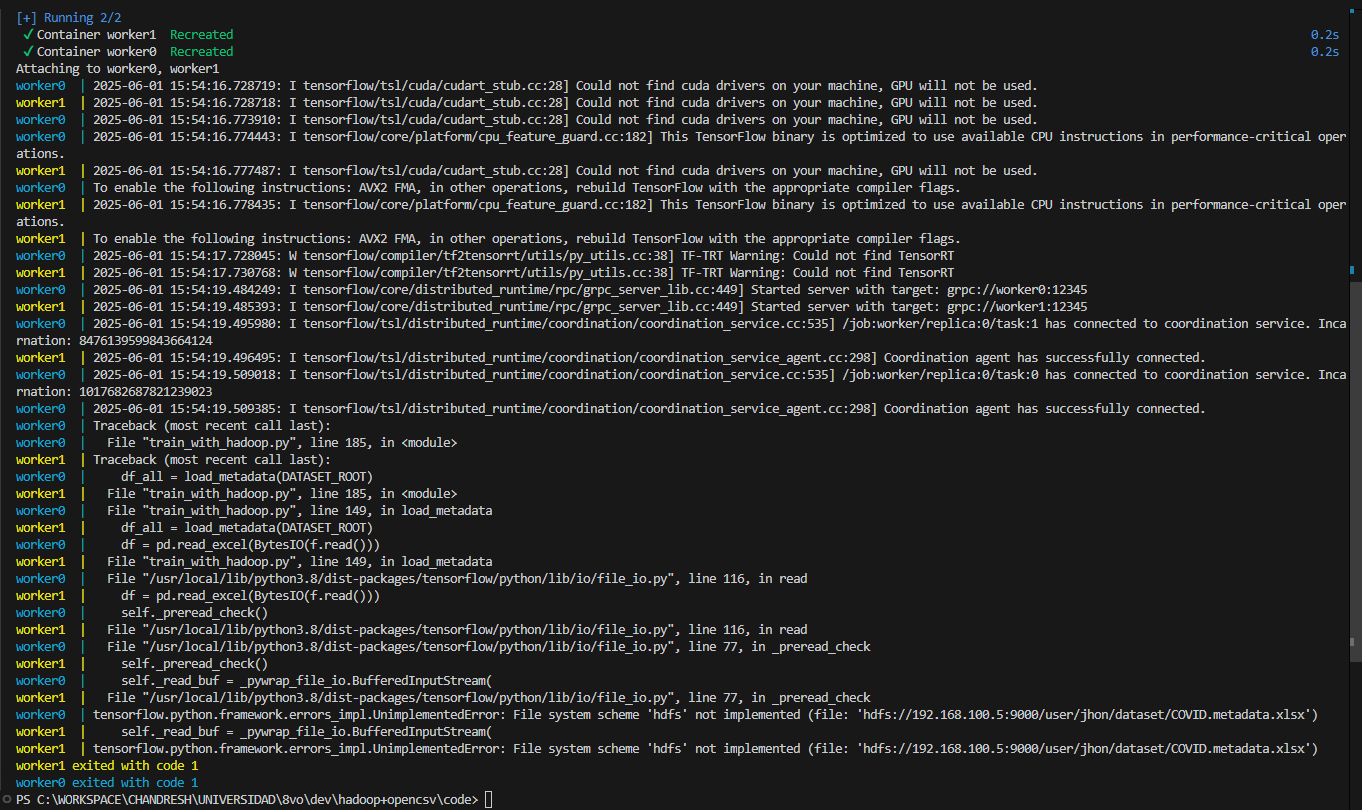 [+] Running 2/2
✓Container worker1  Recreated 0.2s
✓Container worker0  Recreated 0.2s
Attaching to worker0, worker1
worker0  | 2025-06-01 15:54:16.728719: I tensorflow/tsl/cuda/cudart_stub.cc:28] Could not find cuda drivers on your machine, GPU will not be used.
worker1  | 2025-06-01 15:54:16.728718: I tensorflow/tsl/cuda/cudart_stub.cc:28] Could not find cuda drivers on your machine, GPU will not be used.
worker0  | 2025-06-01 15:54:16.773910: I tensorflow/tsl/cuda/cudart_stub.cc:28] Could not find cuda drivers on your machine, GPU will not be used.
worker0  | 2025-06-01 15:54:16.774443: I tensorflow/core/platform/cpu_feature_guard.cc:182] This TensorFlow binary is optimized to use available CPU instructions in performance-critical oper
ations.
worker1  | 2025-06-01 15:54:16.777487: I tensorflow/tsl/cuda/cudart_stub.cc:28] Could not find cuda drivers on your machine, GPU will not be used.
worker0  | To enable the following instructions: AVX2 FMA, in other operations, rebuild TensorFlow with the appropriate compiler flags.
worker1  | 2025-06-01 15:54:16.778435: I tensorflow/core/platform/cpu_feature_guard.cc:182] This TensorFlow binary is optimized to use available CPU instructions in performance-critical oper
ations.
worker1  | To enable the following instructions: AVX2 FMA, in other operations, rebuild TensorFlow with the appropriate compiler flags.
worker0  | 2025-06-01 15:54:17.728045: W tensorflow/compiler/tf2tensorrt/utils/py_utils.cc:38] TF-TRT Warning: Could not find TensorRT
worker1  | 2025-06-01 15:54:17.730768: W tensorflow/compiler/tf2tensorrt/utils/py_utils.cc:38] TF-TRT Warning: Could not find TensorRT
worker0  | 2025-06-01 15:54:19.484249: I tensorflow/core/distributed_runtime/rpc/grpc_server_lib.cc:449] Started server with target: grpc://worker0:12345
worker1  | 2025-06-01 15:54:19.485393: I tensorflow/core/distributed_runtime/rpc/grpc_server_lib.cc:449] Started server with target: grpc://worker1:12345
worker0  | 2025-06-01 15:54:19.495980: I tensorflow/tsl/distributed_runtime/coordination/coordination_service.cc:535] /job:worker/replica:0/task:1 has connected to coordination service. Inca
rnation: 8476139599843664124
worker1  | 2025-06-01 15:54:19.496495: I tensorflow/tsl/distributed_runtime/coordination/coordination_service_agent.cc:298] Coordination agent has successfully connected.
worker0  | 2025-06-01 15:54:19.509018: I tensorflow/tsl/distributed_runtime/coordination/coordination_service.cc:535] /job:worker/replica:0/task:0 has connected to coordination service. Inca
rnation: 1017682687821239023
worker0  | 2025-06-01 15:54:19.509385: I tensorflow/tsl/distributed_runtime/coordination/coordination_service_agent.cc:298] Coordination agent has successfully connected.
worker0  | Traceback (most recent call last):
worker0  |   File "train_with_hadoop.py", line 185, in <module>
worker1  | Traceback (most recent call last):
worker0  |     df_all = load_metadata(DATASET_ROOT)
worker1  |   File "train_with_hadoop.py", line 185, in <module>
worker0  |   File "train_with_hadoop.py", line 149, in load_metadata
worker1  |     df_all = load_metadata(DATASET_ROOT)
worker0  |     df = pd.read_excel(BytesIO(f.read()))
worker1  |   File "train_with_hadoop.py", line 149, in load_metadata
worker0  |   File "/usr/local/lib/python3.8/dist-packages/tensorflow/python/lib/io/file_io.py", line 116, in read
worker1  |     df = pd.read_excel(BytesIO(f.read()))
worker0  |     self._preread_check()
worker1  |   File "/usr/local/lib/python3.8/dist-packages/tensorflow/python/lib/io/file_io.py", line 116, in read
worker0  |   File "/usr/local/lib/python3.8/dist-packages/tensorflow/python/lib/io/file_io.py", line 77, in _preread_check
worker1  |     self._preread_check()
worker0  |     self._read_buf = _pywrap_file_io.BufferedInputStream(
worker1  |   File "/usr/local/lib/python3.8/dist-packages/tensorflow/python/lib/io/file_io.py", line 77, in _preread_check
worker0  | tensorflow.python.framework.errors_impl.UnimplementedError: File system scheme 'hdfs' not implemented (file: 'hdfs://192.168.100.5:9000/user/jhon/dataset/COVID.metadata.xlsx')
worker1  |     self._read_buf = _pywrap_file_io.BufferedInputStream(
worker1  | tensorflow.python.framework.errors_impl.UnimplementedError: File system scheme 'hdfs' not implemented (file: 'hdfs://192.168.100.5:9000/user/jhon/dataset/COVID.metadata.xlsx')
worker1 exited with code 1
worker0 exited with code 1
PS C:\WORKSPACE\CHANDRESH\UNIVERSIDAD\8vo\dev\hadoop+opencsv\code>